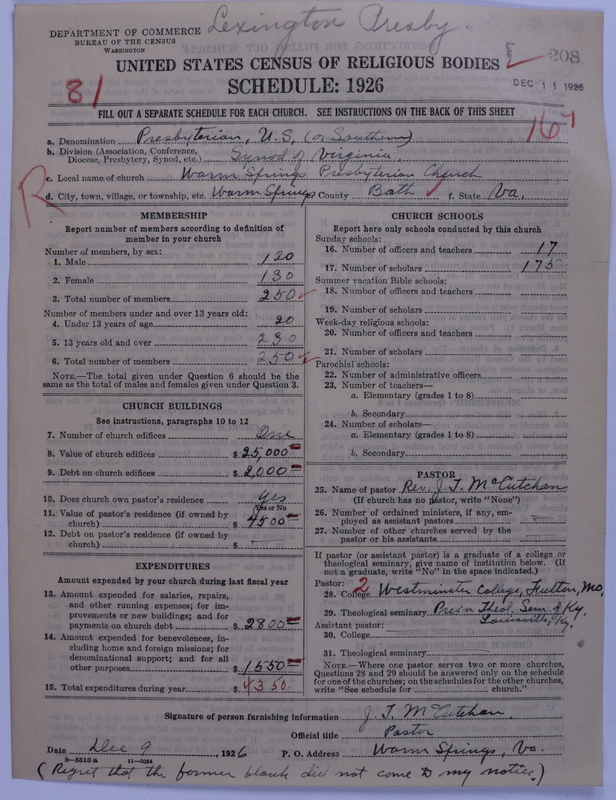 Lexington Presby.
DEPARTMENT OF COMMERCE
BUREAU OF THE CENSUS
WASHINGTON
208
UNITED STATES CENSUS OF RELIGIOUS BODIES
DEC 11 1926
SCHEDULE: 1926
81
FILL OUT A SEPARATE SCHEDULE FOR EACH CHURCH. SEE INSTRUCTIONS ON THE BACK OF THIS SHEET
167
a. Denomination Presbyterian, U.S, (or Southern)
b. Division (Association, Conference, Diocese, Presbytery, Synod, etc.) Synod of Virginia.
c. Local name of church Warm Springs Presbyterian Church
R
d. City, town, village, or township, etc. Warm Springs County Bath f. State Va.
MEMBERSHIP
Report number of members according to definition of
member in your church
Number of members, by sex:
1. Male 120
2. Female 130
3. Total number of members 250
Number of members under and over 13 years old:
4. Under 13 years of age 20
5. 13 years old and over 230
6. Total number of members 250
NOTE.—The total given under Question 6 should be the
same as the total of males and females given under Question 3.
CHURCH BUILDINGS
See instructions, paragraphs 10 to 12
7. Number of church edifices One
8. Value of church edifices $ 25,000
9. Debt on church edifices $ 2,000
10. Does church own pastor's residence Yes
(Yes or No)
11. Value of pastor's residence (if owned by
church) $ 4500
12. Debt on pastor's residence (if owned by
church) $
EXPENDITURES
Amount expended by your church during last fiscal year
13. Amount expended for salaries, repairs,
and other running expenses; for im-
provements or new buildings; and for
payments on church debt $ 2800
14. Amount expended for benevolences, in-
cluding home and foreign missions; for
denominational support; and for all
other purposes $ 1550
15. Total expenditures during year $ 4350
CHURCH SCHOOLS
Report here only schools conducted by this church
Sunday schools:
16. Number of officers and teachers 17
17. Number of scholars 175
Summer vacation Bible schools:
18. Number of officers and teachers
19. Number of scholars
Week-day religious schools:
20. Number of officers and teachers
21. Number of scholars
Parochial schools:
22. Number of administrative officers
23. Number of teachers—
a. Elementary (grades 1 to 8)
b. Secondary
24. Number of scholars—
a. Elementary (grades 1 to 8)
b. Secondary
PASTOR
25. Name of pastor Rev. J. T. McCutchan
(If church has no pastor, write "None")
26. Number of ordained ministers, if any, em-
ployed as assistant pastors
27. Number of other churches served by the
pastor or his assistants
If pastor (or assistant pastor) is a graduate of a college or
theological seminary, give name of institution below. (If
not a graduate, write "No" in the space indicated.)
Pastor: 2
28. College Westminster College, Fulton, Mo.
29. Theological seminary Pres'n Theol. Sem. of Ky.
Assistant pastor: Louisville, Ky.
30. College
31. Theological seminary
NOTE.—Where one pastor serves two or more churches,
Questions 28 and 29 should be answered only on the schedule
for one of the churches; on the schedules for the other churches,
write "See schedule for ........ church."
Signature of person furnishing information J. T. McCutchan.
Official title Pastor
Date Dec 9, 1926 P. O. Address Warm Springs, Va.
8—5518 a 11—9054
(Regret that the former blank did not come to my notice.)